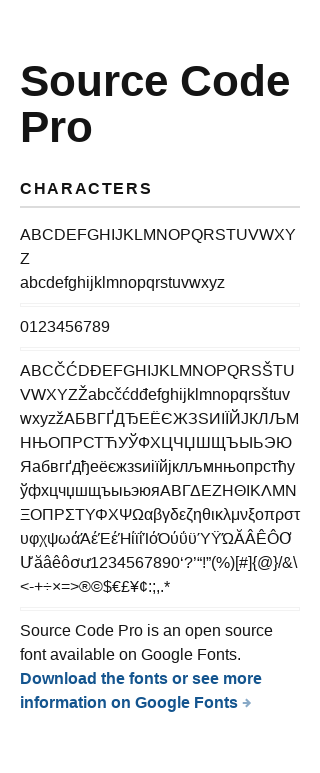 Source Code
Pro
CHARACTERS
ABCDEFGHIJKLMNOPQRSTUVWXY
Z
abcdefghijklmnopqrstuvwxyz
0123456789
ABCČĆDĐEFGHIJKLMNOPQRSŠTU
VWXYZŽabcčćdđefghijklmnopqrsštuv
wxyzžАБВГҐДЂЕЁЄЖЗЅИІЇЙЈКЛЉМ
НЊОПРСТЋУЎФХЦЧЏШЩЪЫЬЭЮ
Яабвгґдђеёєжзѕиіїйјклљмнњопрстћу
ўфхцчџшщъыьэюяΑΒΓΔΕΖΗΘΙΚΛΜΝ
ΞΟΠΡΣΤΥΦΧΨΩαβγδεζηθικλμνξοπρστ
υφχψωάΆέΈέΉίϊΐΊόΌύΰϋΎΫΏĂÂÊÔƠ
Ưăâêôơư1234567890‘?’“!”(%)[#]{@}/&\
<-+÷×=>®©$€£¥¢:;,.*
Source Code Pro is an open source
font available on Google Fonts.
Download the fonts or see more
information on Google Fonts →